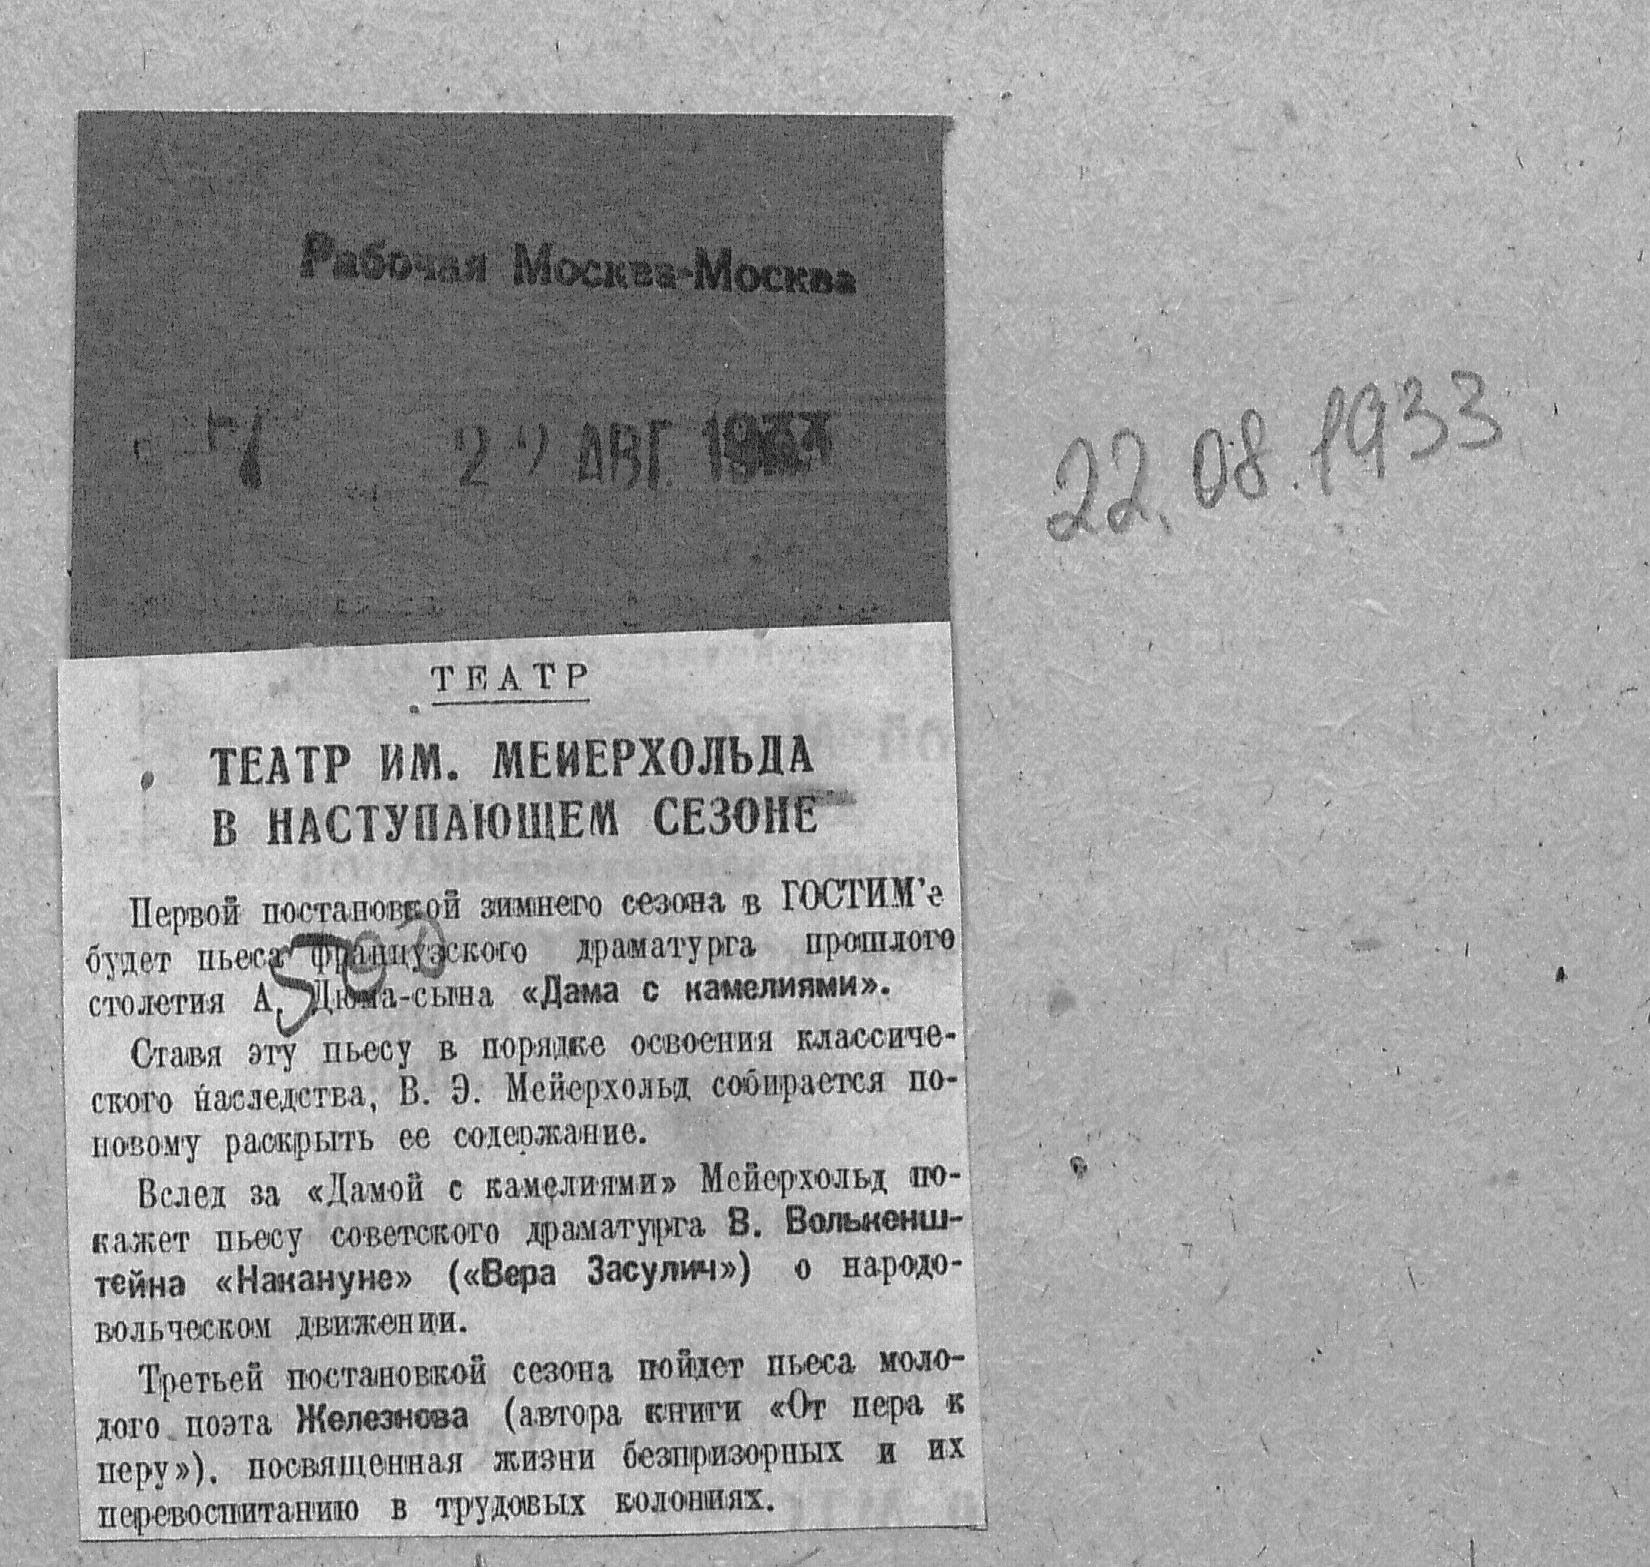 Рабочая Москва-Москва
22 АВГ. 1933
22.08.1933
ТЕАТР
ТЕАТР ИМ. МЕЙЕРХОЛЬДА
В НАСТУПАЮЩЕМ СЕЗОНЕ
Первой постановкой зимнего сезона в ГОСТИМ'е
будет пьеса французского драматурга прошлого
столетия А. Дюма-сына «Дама с камелиями».
Ставя эту пьесу в порядке освоения классиче-
ского наследства, В. Э. Мейерхольд собирается по-
новому раскрыть ее содержание.
Вслед за «Дамой с камелиями» Мейерхольд по-
кажет пьесу советского драматурга В. Волькенш-
тейна «Накануне» («Вера Засулич») о народо-
вольческом движении.
Третьей постановкой сезона пойдет пьеса моло-
дого поэта Железнова (автора книги «От пера к
перу»), посвященная жизни безпризорных и их
перевоспитанию в трудовых колониях.